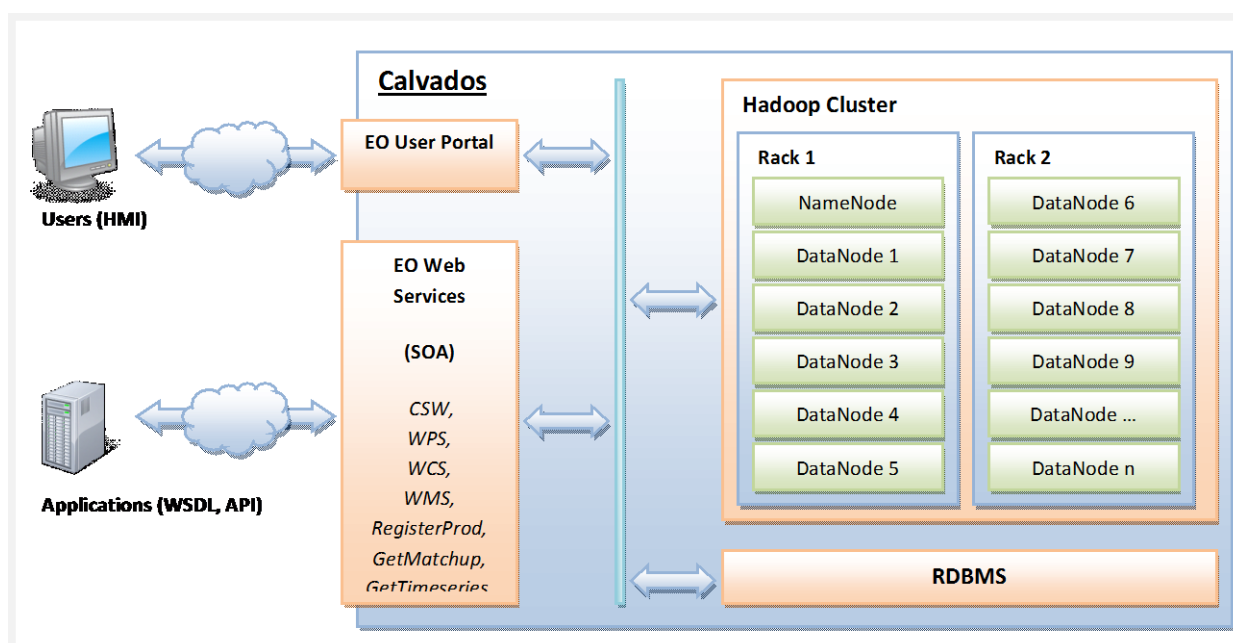 Calvados
EO User Portal
Users (HMI)
EO Web
Services
(SOA)
CSW,
WPS,
WCS,
WMS,
RegisterProd,
GetMatchup,
GetTimeseries
Applications (WSDL, API)
Hadoop Cluster
Rack 1
NameNode
DataNode 1
DataNode 2
DataNode 3
DataNode 4
DataNode 5
Rack 2
DataNode 6
DataNode 7
DataNode 8
DataNode 9
DataNode ...
DataNode n
RDBMS